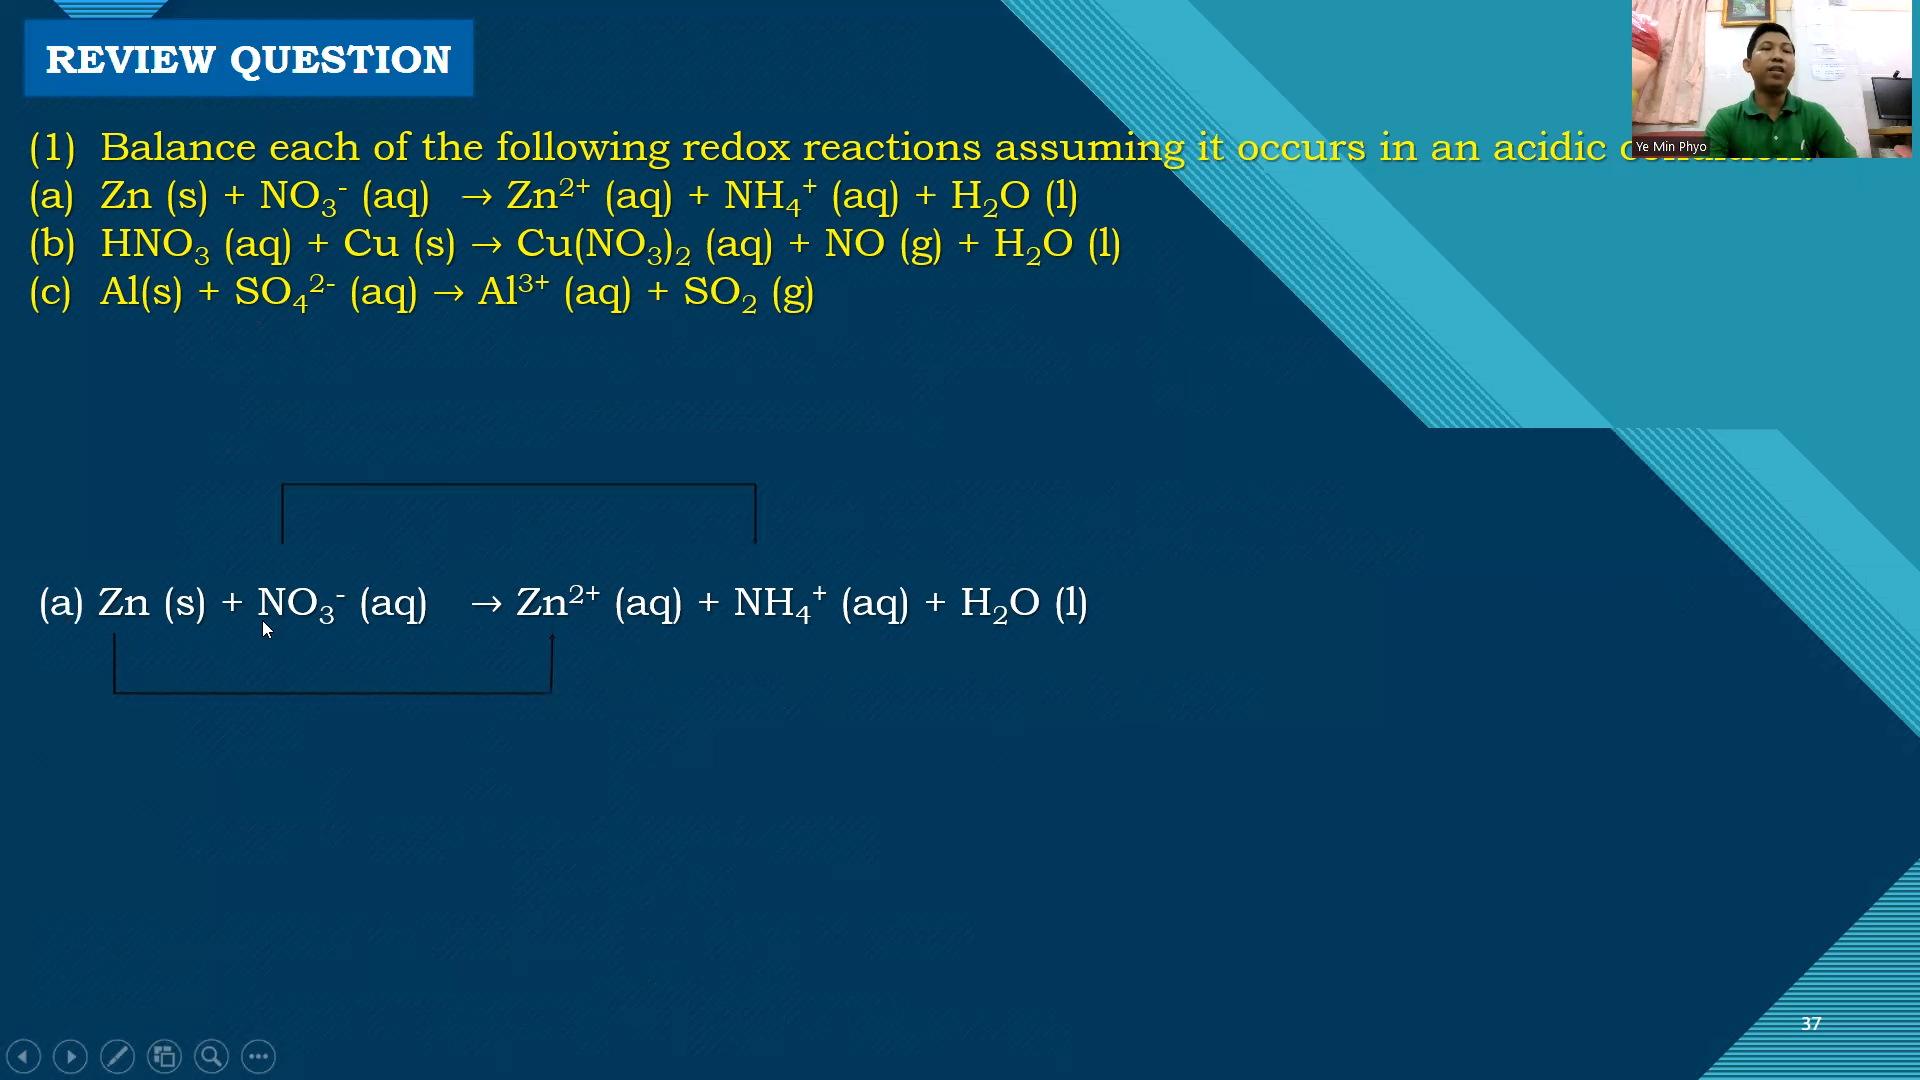 REVIEW QUESTION
(1) Balance each of the following redox reactions assuming it occurs in an acidic
(a) Zn (s) + NO₃⁻ (aq) → Zn²⁺ (aq) + NH₄⁺ (aq) + H₂O (l)
(b) HNO₃ (aq) + Cu (s) → Cu(NO₃)₂ (aq) + NO (g) + H₂O (l)
(c) Al(s) + SO₄²⁻ (aq) → Al³⁺ (aq) + SO₂ (g)
Ye Min Phyo
(a) Zn (s) + NO₃⁻ (aq) → Zn²⁺ (aq) + NH₄⁺ (aq) + H₂O (l)
37